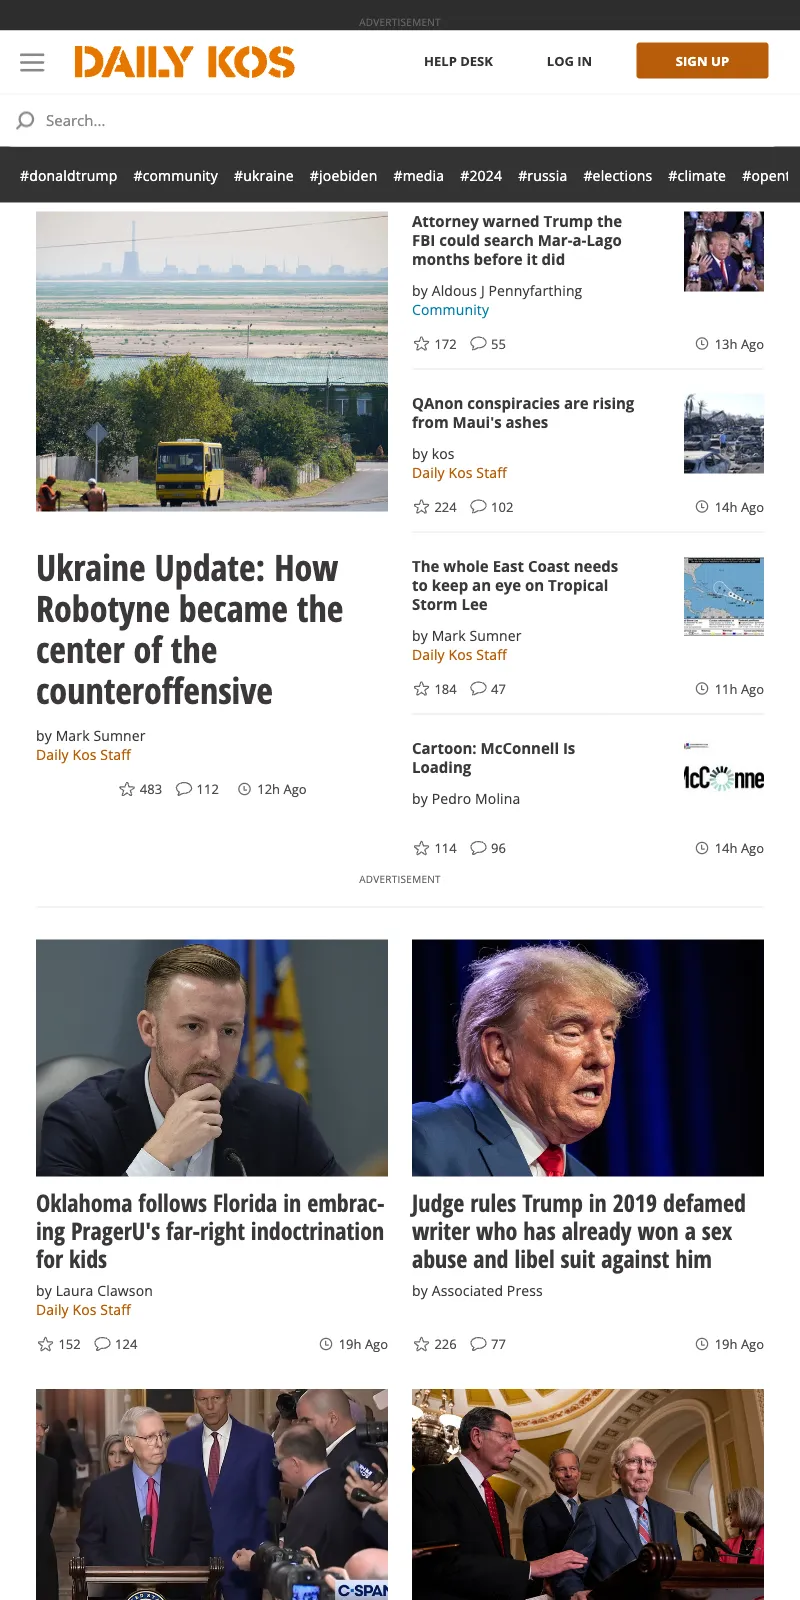 ADVERTISEMENT
DAILY KOS
HELP DESK
LOG IN
SIGN UP
Search...
#donaldtrump #community #ukraine #joebiden #media #2024 #russia #elections #climate #opent
Attorney warned Trump the
FBI could search Mar-a-Lago
months before it did
by Aldous J Pennyfarthing
Community
172 55 13h Ago
QAnon conspiracies are rising
from Maui's ashes
by kos
Daily Kos Staff
224 102 14h Ago
Ukraine Update: How
Robotyne became the
center of the
counteroffensive
by Mark Sumner
Daily Kos Staff
483 112 12h Ago
The whole East Coast needs
to keep an eye on Tropical
Storm Lee
by Mark Sumner
Daily Kos Staff
184 47 11h Ago
Cartoon: McConnell Is
Loading
by Pedro Molina
McConne
114 96 14h Ago
ADVERTISEMENT
Oklahoma follows Florida in embrac-
ing PragerU's far-right indoctrination
for kids
by Laura Clawson
Daily Kos Staff
152 124 19h Ago
Judge rules Trump in 2019 defamed
writer who has already won a sex
abuse and libel suit against him
by Associated Press
226 77 19h Ago
C-SPAN